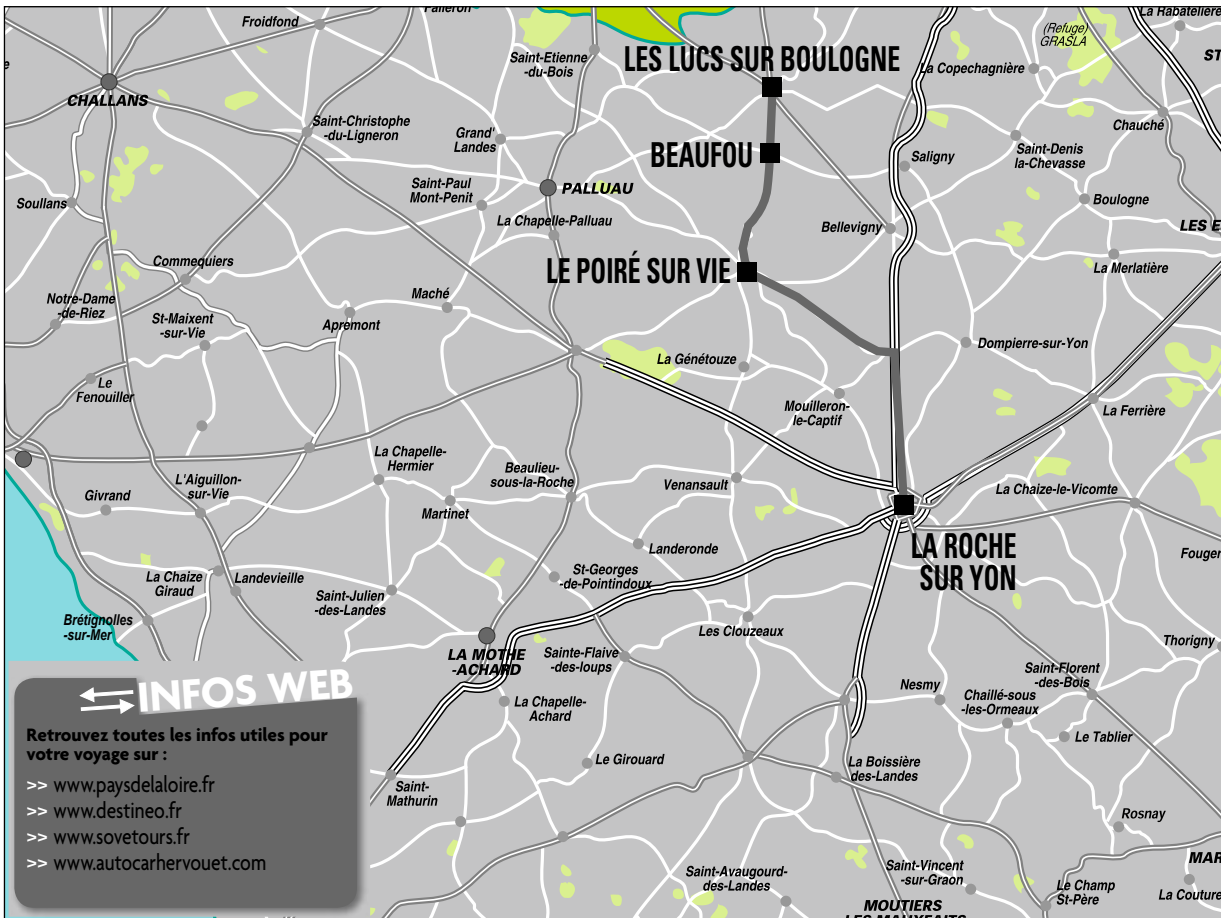 Froidfond
(Refuge)
GRASLA
La Rabatelière
Saint-Etienne
-du-Bois
LES LUCS SUR BOULOGNE
La Copechagnière
CHALLANS
Saint-Christophe
-du-Ligneron
Grand'
Landes
Chauché
BEAUFOU
Saint-Denis
la-Chevasse
Saligny
Saint-Paul
Mont-Penit
PALLUAU
Soullans
Boulogne
La Chapelle-Palluau
Bellevigny
Commequiers
LE POIRÉ SUR VIE
La Merlatière
Notre-Dame
-de-Riez
St-Maixent
-sur-Vie
Maché
Apremont
La Génétouze
Dompierre-sur-Yon
Le
Fenouiller
Mouilleron-
le-Captif
La Ferrière
La Chapelle-
Hermier
Beaulieu-
sous-la-Roche
Givrand
L'Aiguillon-
sur-Vie
Venansault
La Chaize-le-Vicomte
Martinet
Landeronde
LA ROCHE
SUR YON
La Chaize
Giraud
Landevieille
St-Georges
-de-Pointindoux
Saint-Julien
-des-Landes
Brétignolles
-sur-Mer
Les Clouzeaux
Thorigny
LA MOTHE
-ACHARD
Sainte-Flaive
-des-loups
Saint-Florent
-des-Bois
Nesmy
Chaillé-sous
-les-Ormeaux
La Chapelle-
Achard
Le Tablier
Le Girouard
La Boissière
des-Landes
Saint-
Mathurin
Rosnay
Saint-Avaugourd-
des-Landes
Saint-Vincent
-sur-Graon
Le Champ
St-Père
La Couture
MOUTIERS
INFOS WEB
Retrouvez toutes les infos utiles pour
votre voyage sur :
>> www.paysdelaloire.fr
>> www.destineo.fr
>> www.sovetours.fr
>> www.autocarhervouet.com